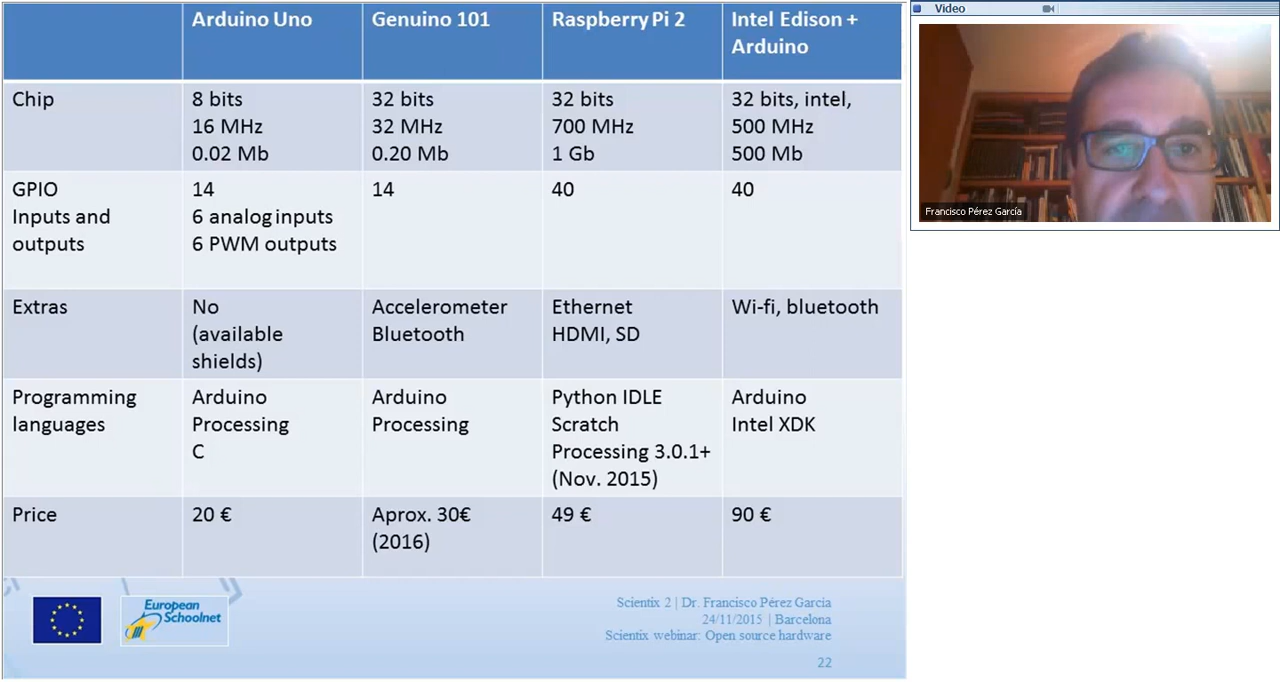 Arduino Uno
Genuino 101
Raspberry Pi 2
Intel Edison +
Arduino
Chip
8 bits
16 MHz
0.02 Mb
32 bits
32 MHz
0.20 Mb
32 bits
700 MHz
1 Gb
32 bits, intel,
500 MHz
500 Mb
GPIO
Inputs and
outputs
14
6 analog inputs
6 PWM outputs
14
40
40
Extras
No
(available
shields)
Accelerometer
Bluetooth
Ethernet
HDMI, SD
Wi-fi, bluetooth
Programming
languages
Arduino
Processing
C
Arduino
Processing
Python IDLE
Scratch
Processing 3.0.1+
(Nov. 2015)
Arduino
Intel XDK
Price
20 €
Aprox. 30€
(2016)
49 €
90 €
European
Schoolnet
Scientix 2 | Dr. Francisco Pérez García
24/11/2015 | Barcelona
Scientix webinar: Open source hardware
22
Video
Francisco Pérez García